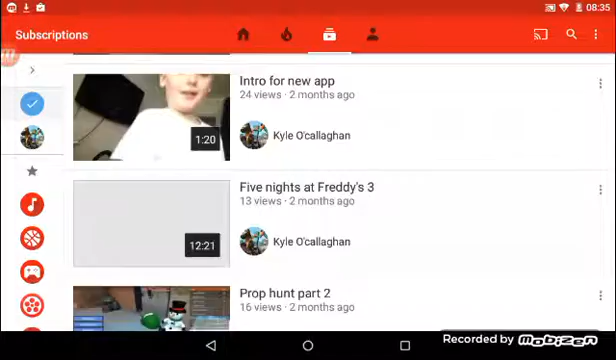 08:35
Subscriptions
Intro for new app
24 views · 2 months ago
1:20
Kyle O'callaghan
Five nights at Freddy's 3
13 views · 2 months ago
12:21
Kyle O'callaghan
Prop hunt part 2
16 views · 2 months ago
Recorded by mobizen